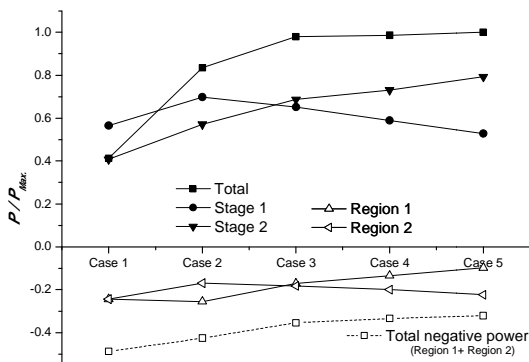 1.0
0.8
0.6
0.4
0.2
0.0
-0.2
-0.4
P / P Max.
Total
Stage 1
Stage 2
Region 1
Region 2
Case 1 Case 2 Case 3 Case 4 Case 5
Total negative power
(Region 1+ Region 2)